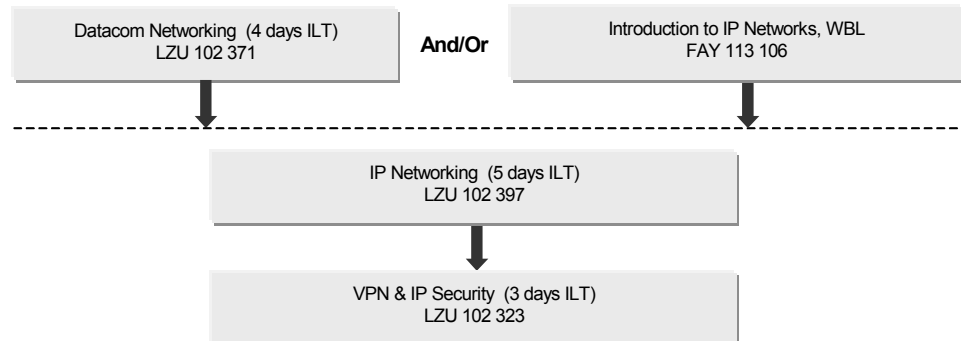 Datacom Networking (4 days ILT)
LZU 102 371
And/Or
Introduction to IP Networks, WBL
FAY 113 106
IP Networking (5 days ILT)
LZU 102 397
VPN & IP Security (3 days ILT)
LZU 102 323